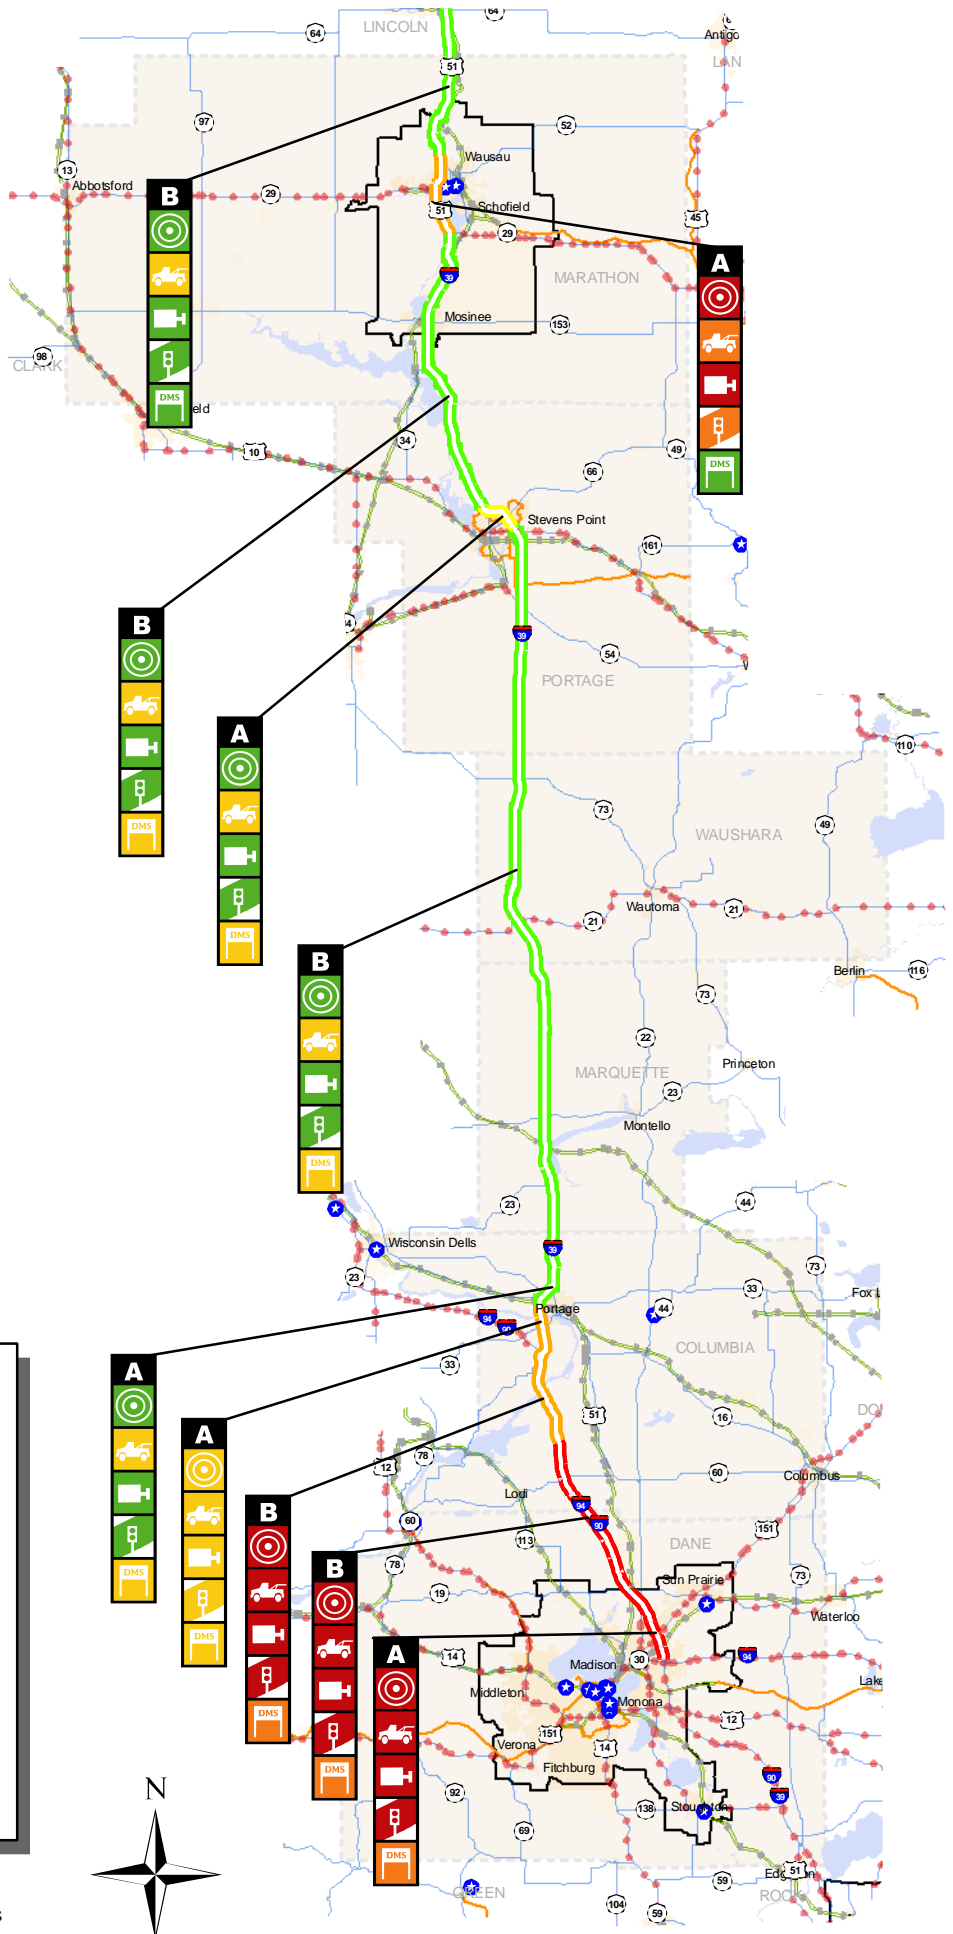 64
LINCOLN
64
Antigo
LAN
51
97
52
Wausau
13
Abbotsford
B
29
51
Schofield
45
29
A
39
MARATHON
Mosinee
153
98
CLARK
DMS
eld
34
10
49
66
DMS
Stevens Point
161
B
39
54
PORTAGE
A
110
73
49
WAUSHARA
DMS
Wautoma
21
21
DMS
B
Berlin
116
73
22
Princeton
MARQUETTE
23
Montello
DMS
23
44
Wisconsin Dells
39
73
23
33
Fox L
Portage
44
94
90
COLUMBIA
33
A
DO
51
16
A
78
12
60
Columbus
Lodi
B
94
60
90
151
113
DANE
B
78
73
DMS
Sun Prairie
19
Waterloo
DMS
A
14
30
94
Madison
Middleton
Lake
Monona
DMS
12
151
Verona
14
Fitchburg
DMS
90
39
N
92
138
Stoughton
69
DMS
51
Edgerton
59
GREEN
ROCK
104
59
s